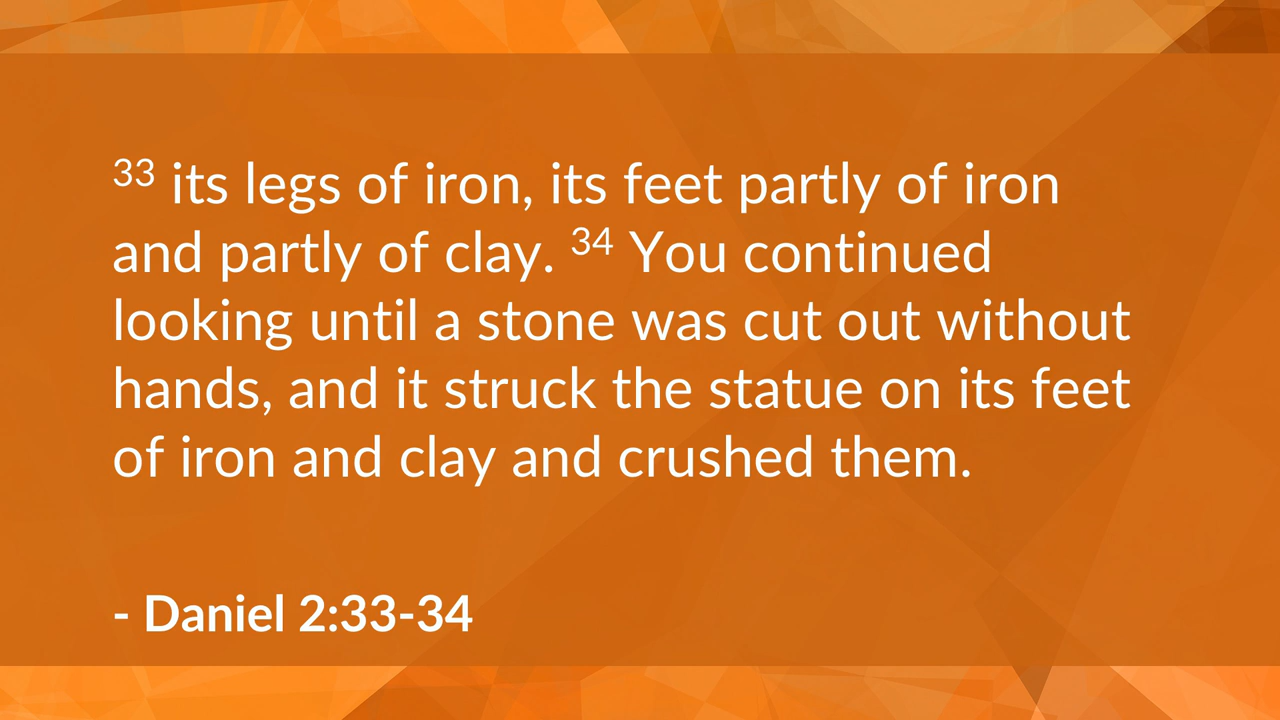 33 its legs of iron, its feet partly of iron
and partly of clay. 34 You continued
looking until a stone was cut out without
hands, and it struck the statue on its feet
of iron and clay and crushed them.
- Daniel 2:33-34